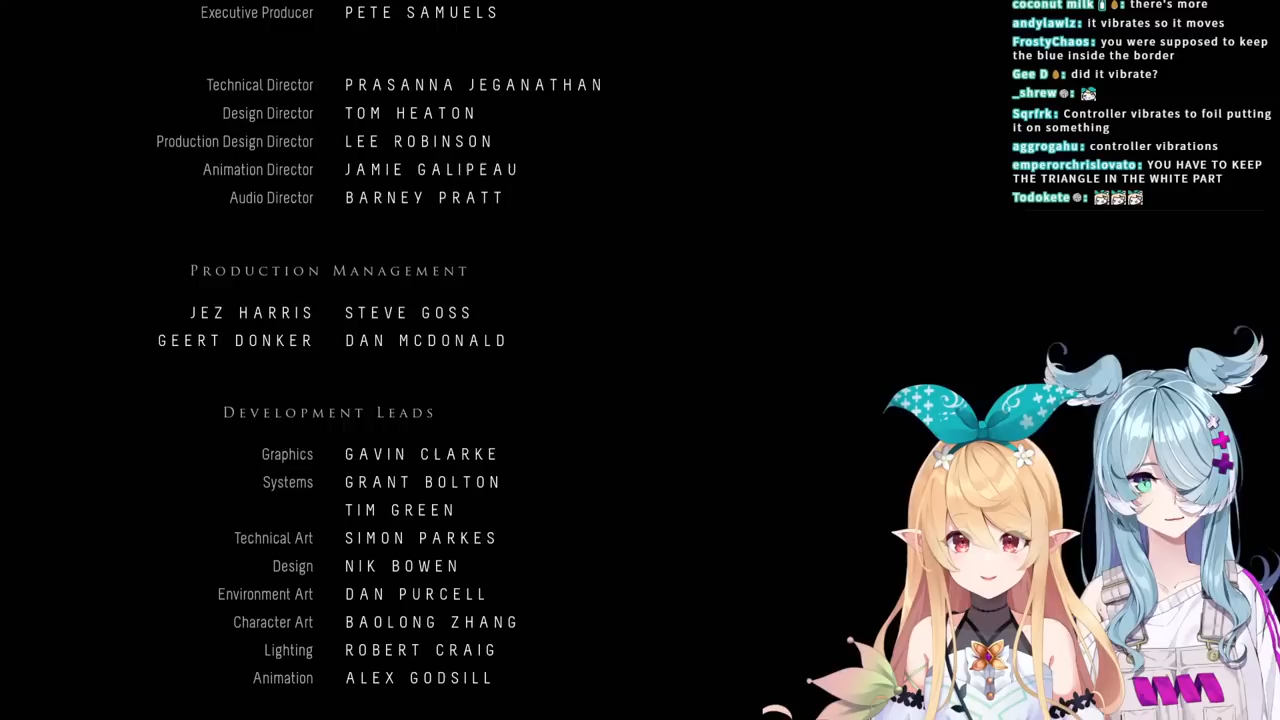 Executive Producer PETE SAMUELS
Technical Director PRASANNA JEGANATHAN
Design Director TOM HEATON
Production Design Director LEE ROBINSON
Animation Director JAMIE GALIPEAU
Audio Director BARNEY PRATT
PRODUCTION MANAGEMENT
JEZ HARRIS STEVE GOSS
GEERT DONKER DAN MCDONALD
DEVELOPMENT LEADS
Graphics GAVIN CLARKE
Systems GRANT BOLTON
TIM GREEN
Technical Art SIMON PARKES
Design NIK BOWEN
Environment Art DAN PURCELL
Character Art BAOLONG ZHANG
Lighting ROBERT CRAIG
Animation ALEX GODSILL
coconut milk: there's more
andylawlz: it vibrates so it moves
FrostyChaos: you were supposed to keep
the blue inside the border
Gee D: did it vibrate?
_shrew:
Sqrfrk: Controller vibrates to foil putting
it on something
aggrogahu: controller vibrations
emperorchrislovato: YOU HAVE TO KEEP
THE TRIANGLE IN THE WHITE PART
Todokete: